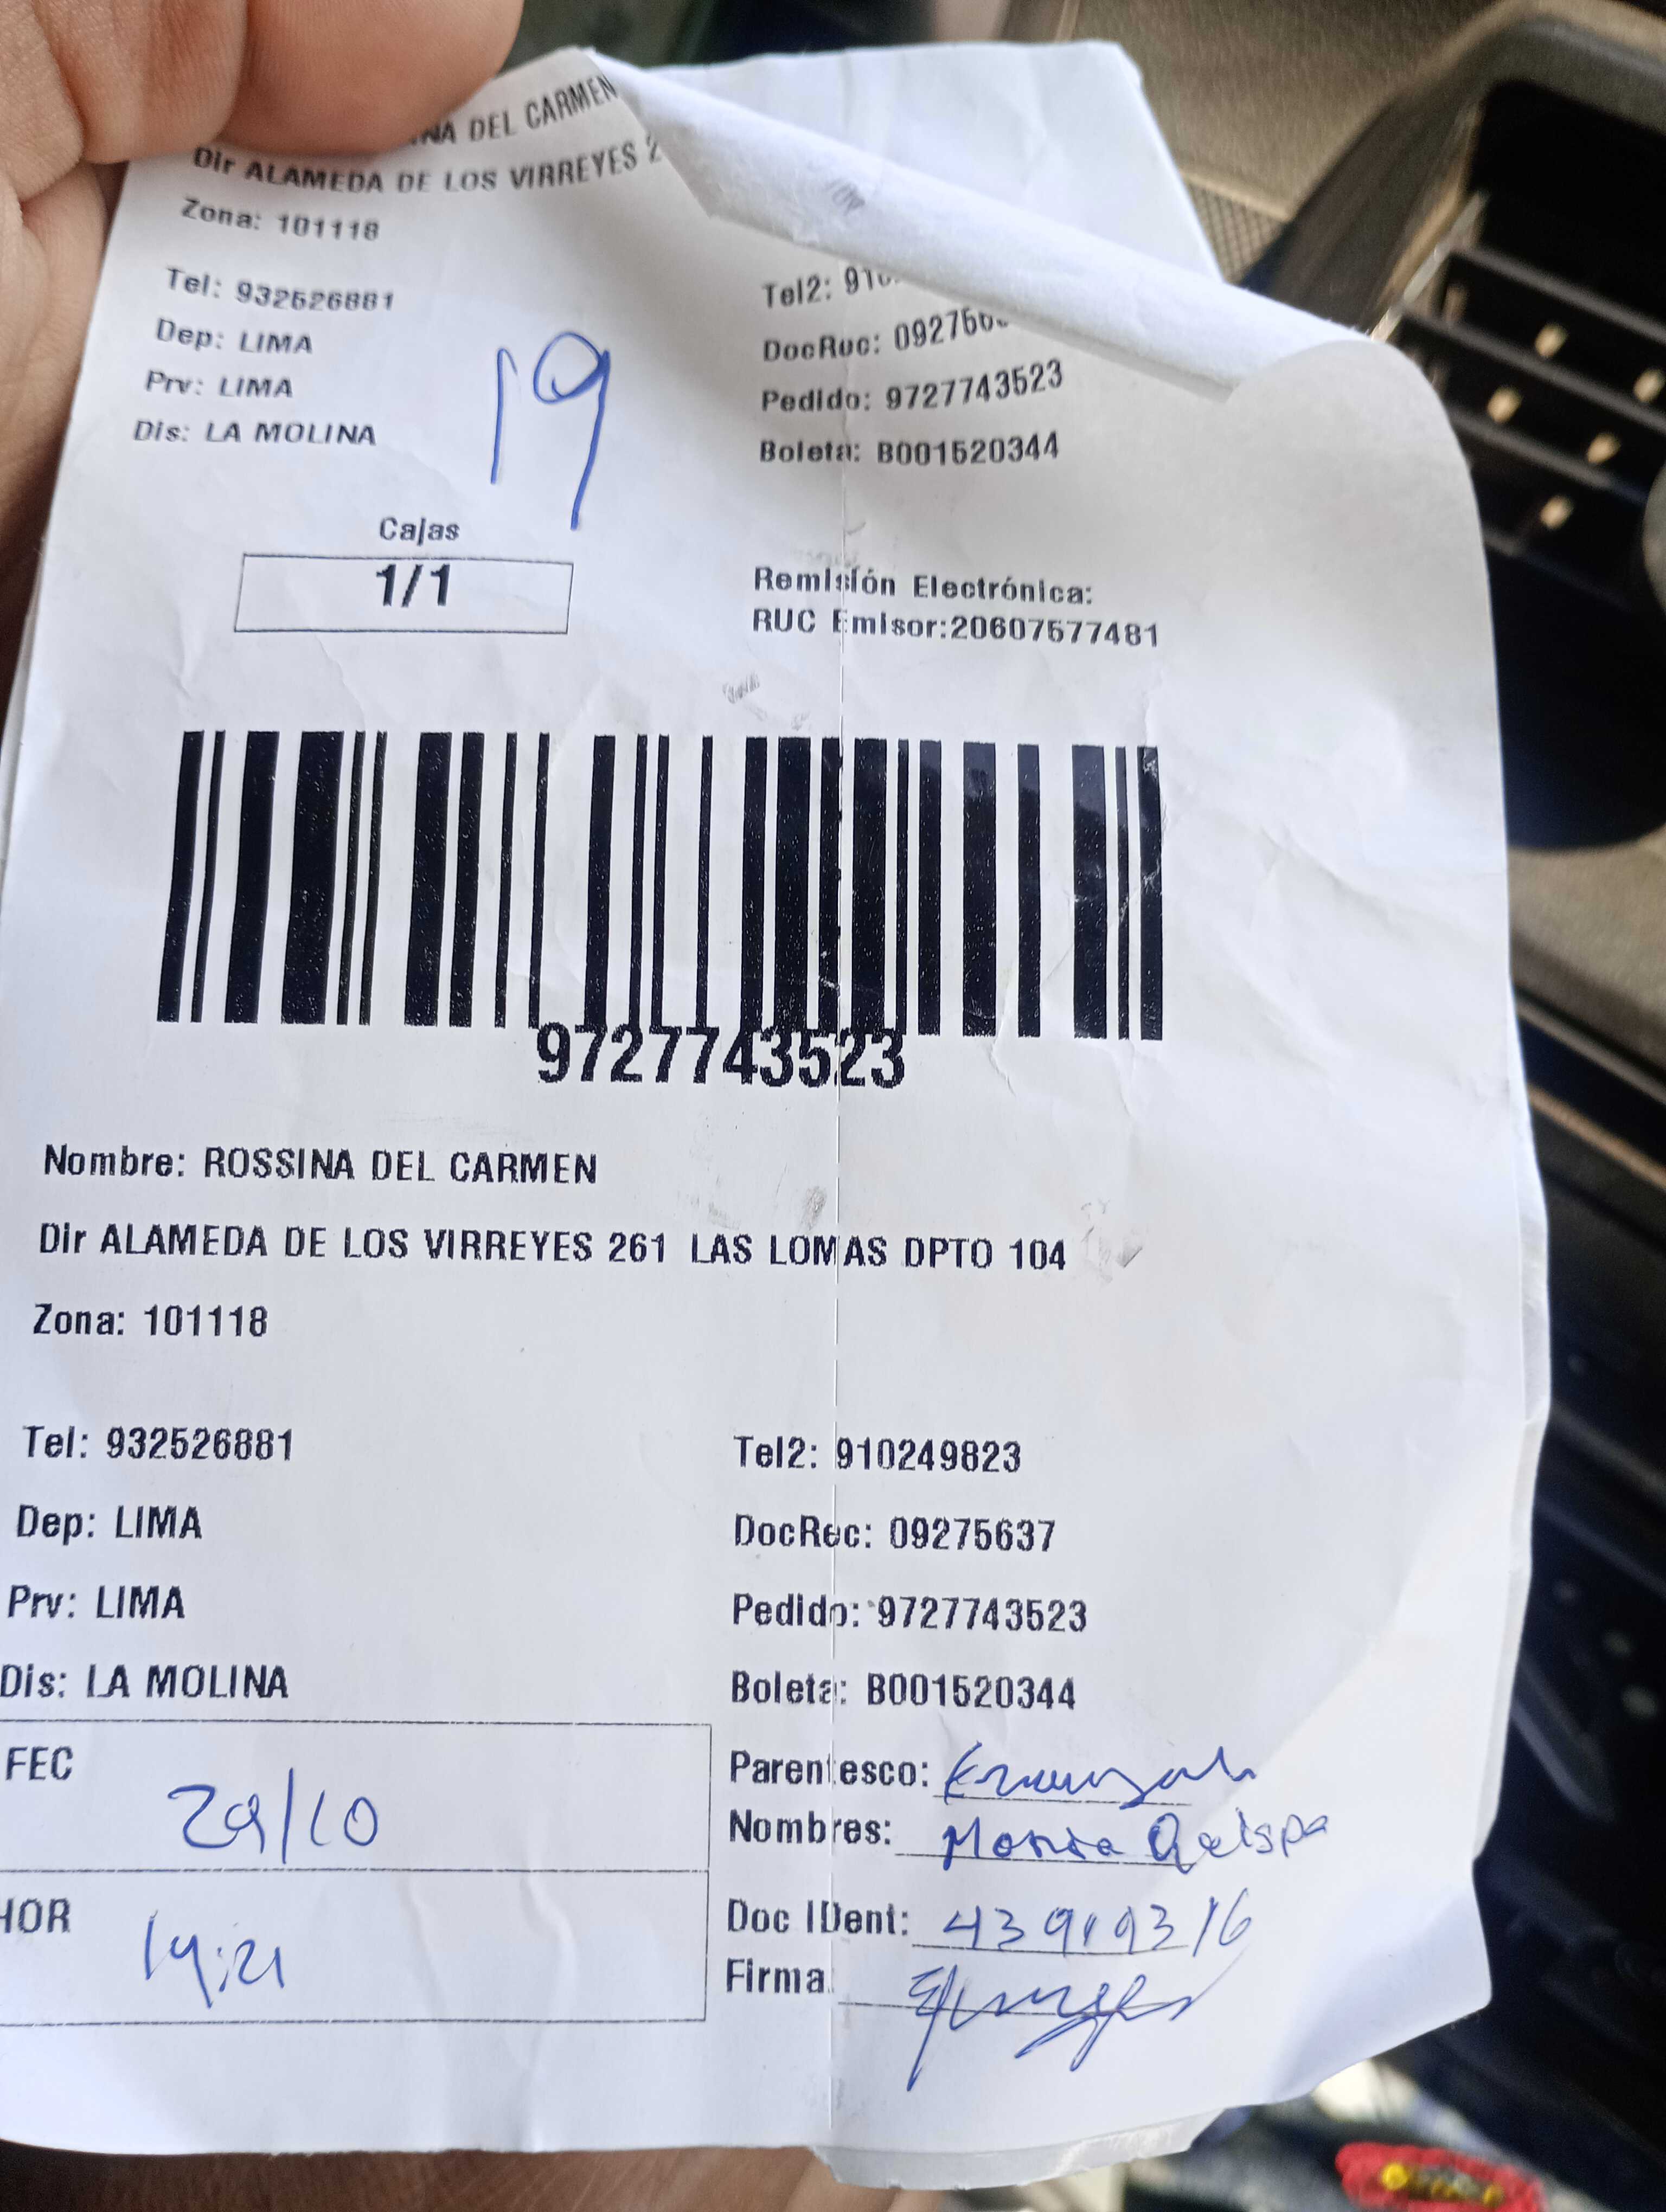 NA DEL CARMEN
Dir ALAMEDA DE LOS VIRREYES 2
Zona: 101118
Tel: 932526881
Tel2: 910
Dep: LIMA
DocRec: 092756
Prv: LIMA
Pedido: 9727743523
Dis: LA MOLINA
Boleta: B001520344
19
Cajas
1/1
Remisión Electrónica:
RUC Emisor:20607577481
9727743523
Nombre: ROSSINA DEL CARMEN
Dir ALAMEDA DE LOS VIRREYES 261 LAS LOMAS DPTO 104
Zona: 101118
Tel: 932526881
Tel2: 910249823
Dep: LIMA
DocRec: 09275637
Prv: LIMA
Pedido: 9727743523
Dis: LA MOLINA
Boleta: B001520344
FEC
29/10
Parentesco:
Nombres: Quispe
HOR
14:21
Doc IDent: 43919316
Firma